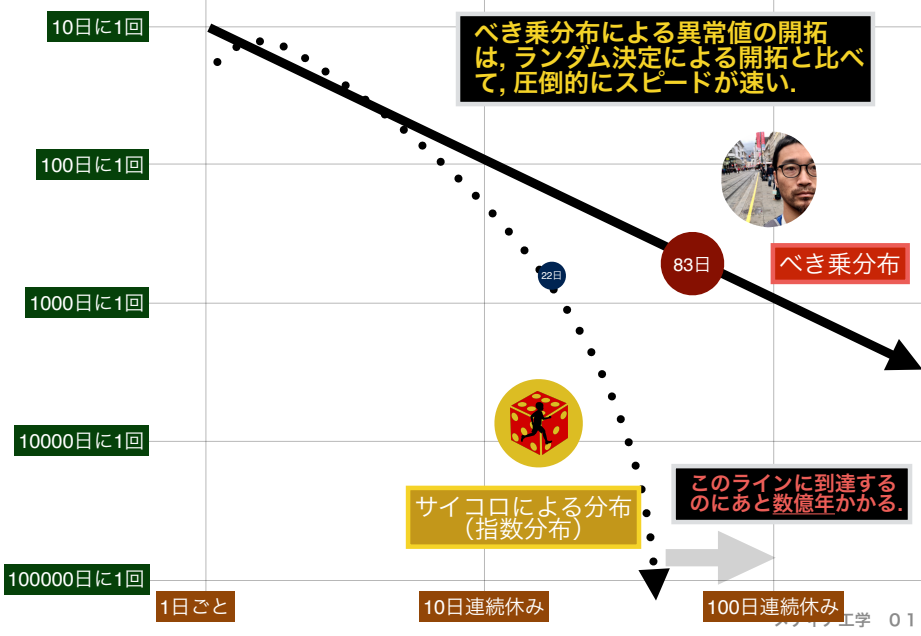 10日に1回
べき乗分布による異常値の開拓
は, ランダム決定による開拓と比べ
て, 圧倒的にスピードが速い.
100日に1回
83日
べき乗分布
22日
1000日に1回
10000日に1回
サイコロによる分布
（指数分布）
このラインに到達する
のにあと数億年かかる.
100000日に1回
1日ごと
10日連続休み
100日連続休み
工学 01